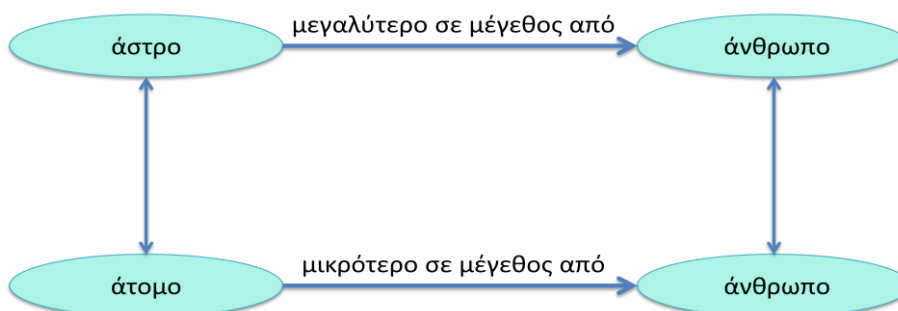 άστρο
μεγαλύτερο σε μέγεθος από
άνθρωπο
άτομο
μικρότερο σε μέγεθος από
άνθρωπο